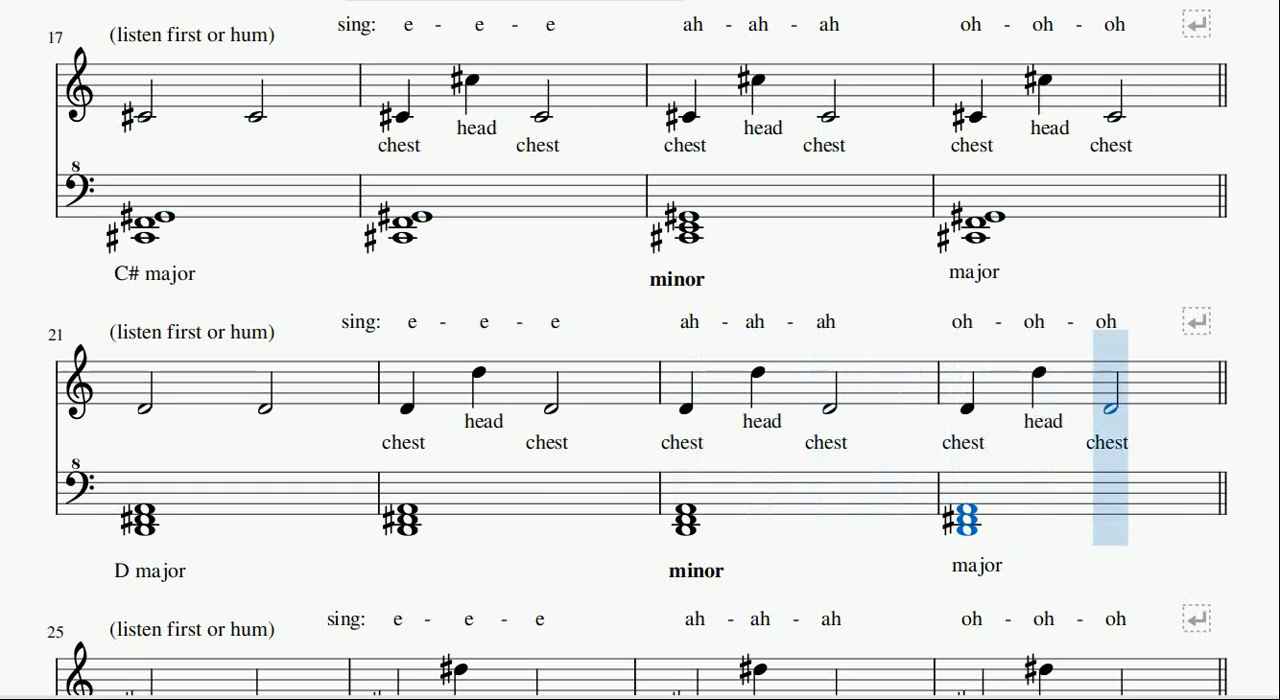 sing: e - e - e ah - ah - ah oh - oh - oh
17 (listen first or hum)
head head head
chest chest chest chest chest chest
8
C# major minor major
sing: e - e - e ah - ah - ah oh - oh - oh
21 (listen first or hum)
head head head
chest chest chest chest chest chest
8
D major minor major
sing: e - e - e ah - ah - ah oh - oh - oh
25 (listen first or hum)